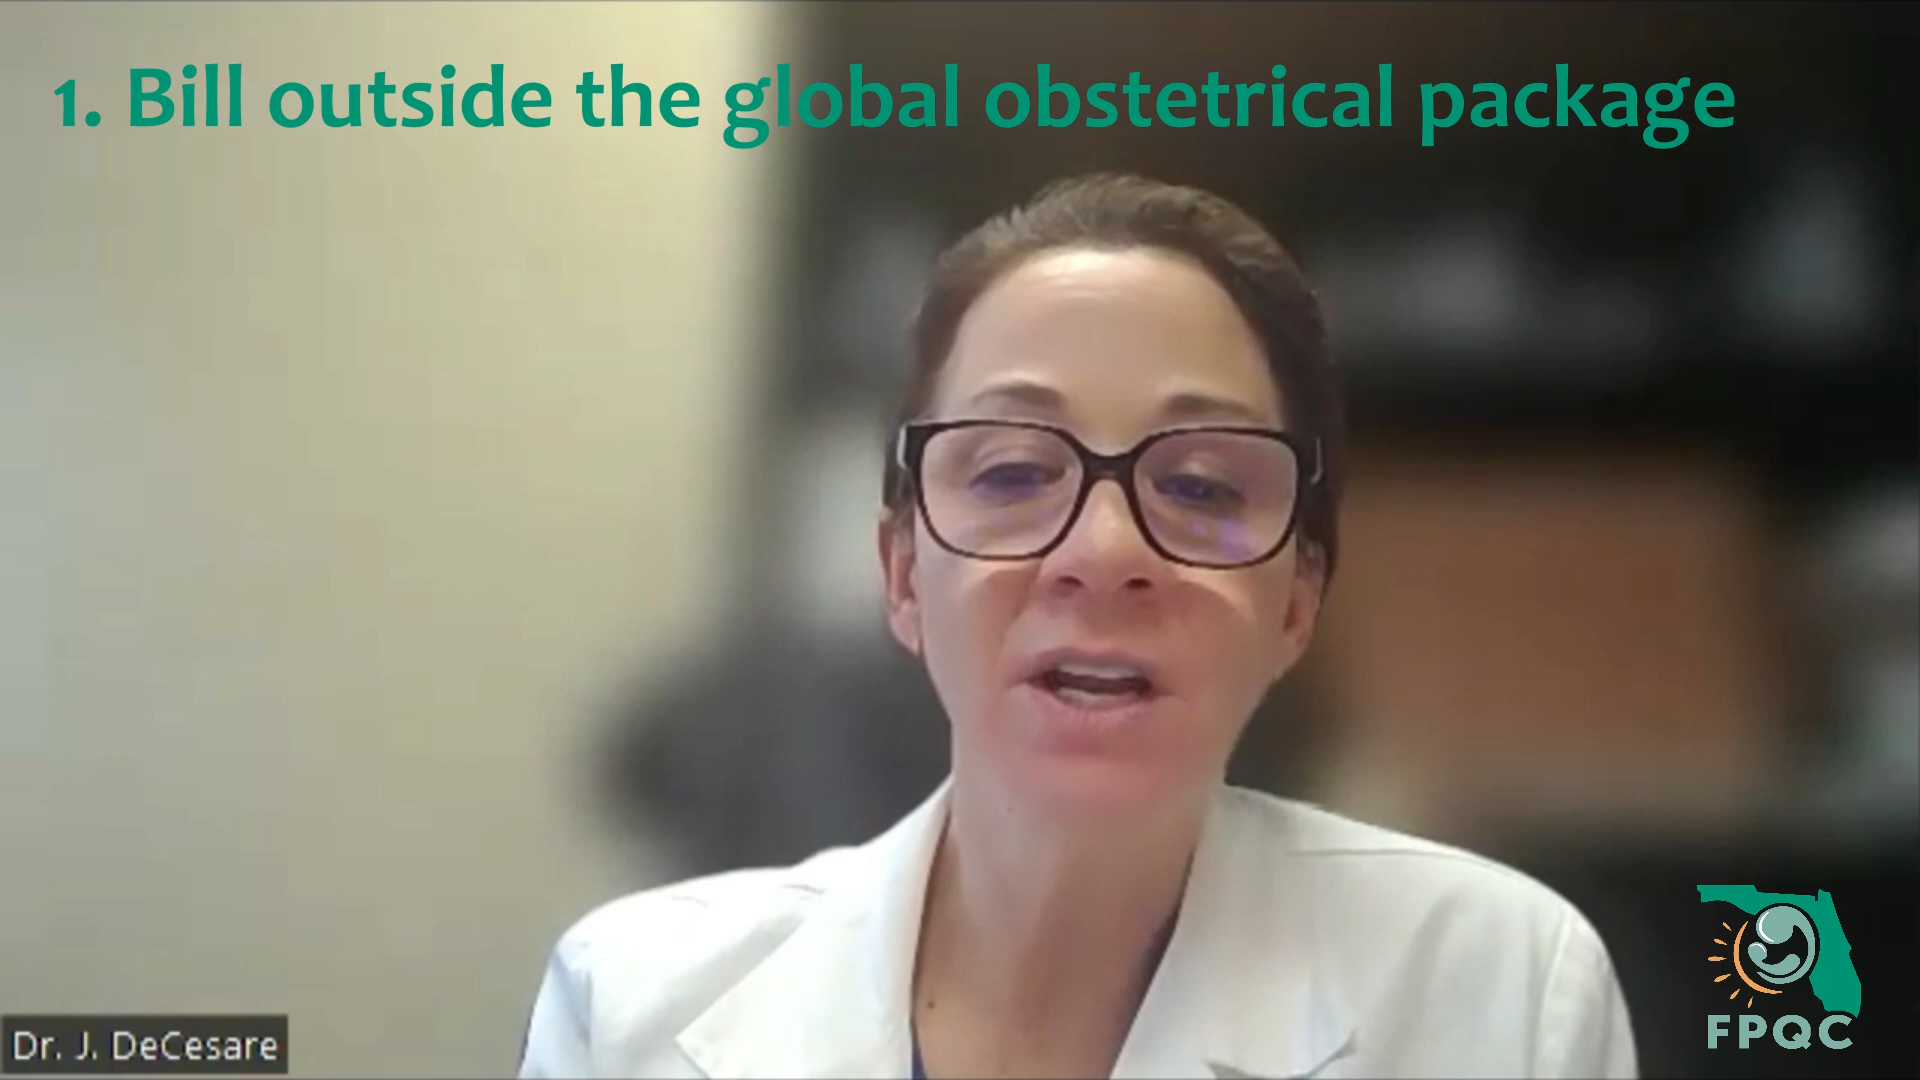 1. Bill outside the global obstetrical package
Dr. J. DeCesare
FPQC